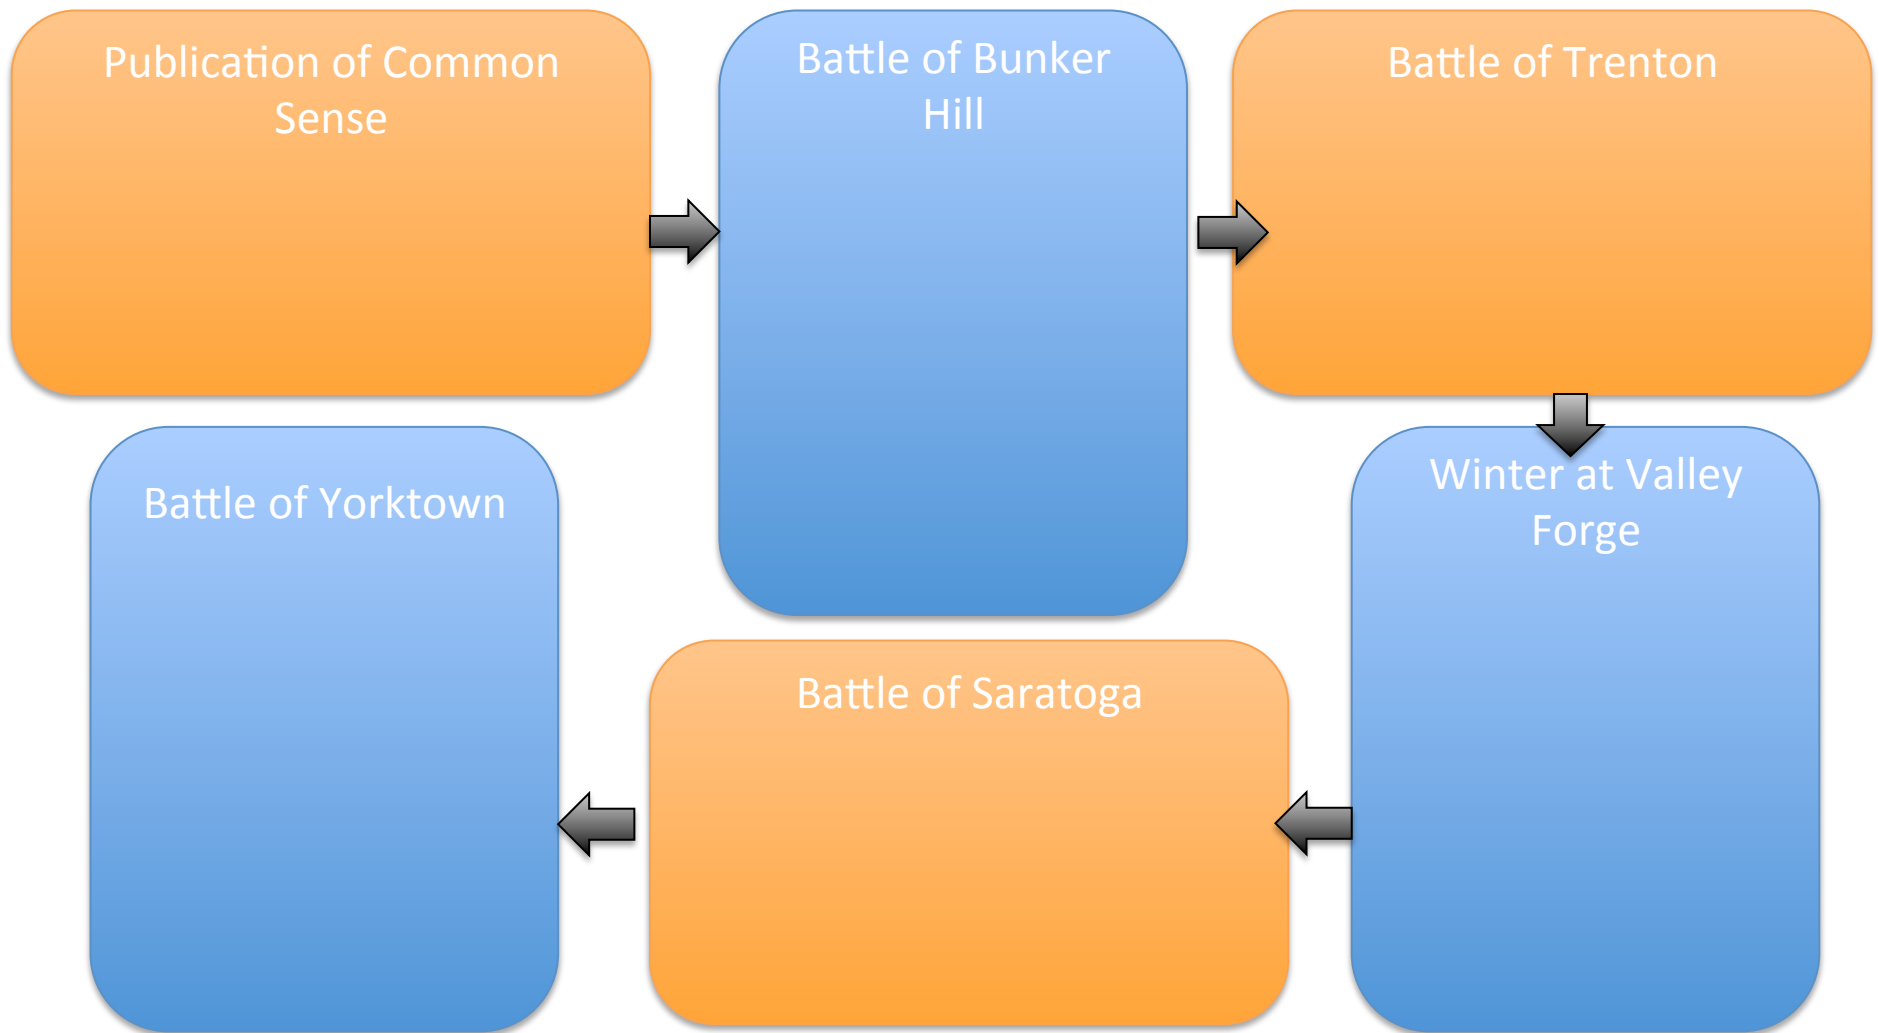 Publication of Common
Sense
Battle of Bunker
Hill
Battle of Trenton
Winter at Valley
Forge
Battle of Saratoga
Battle of Yorktown